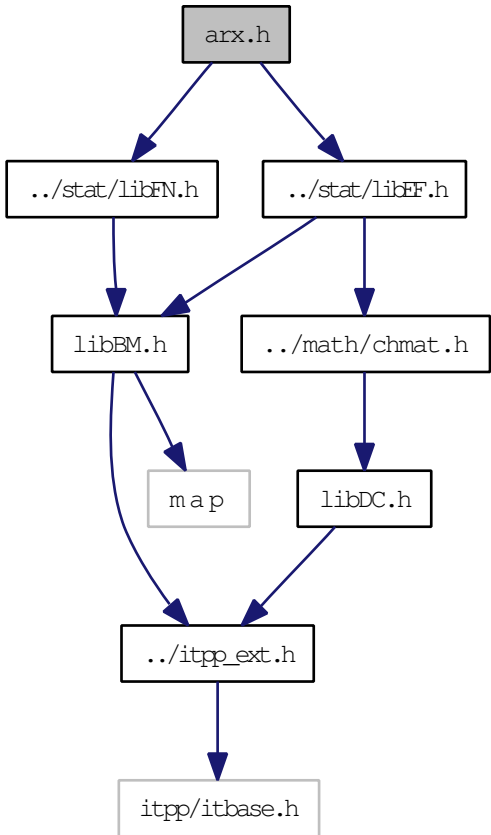 arx.h
../stat/libFN.h
../stat/libEF.h
libBM.h
../math/chmat.h
map
libDC.h
../itpp_ext.h
itpp/itbase.h